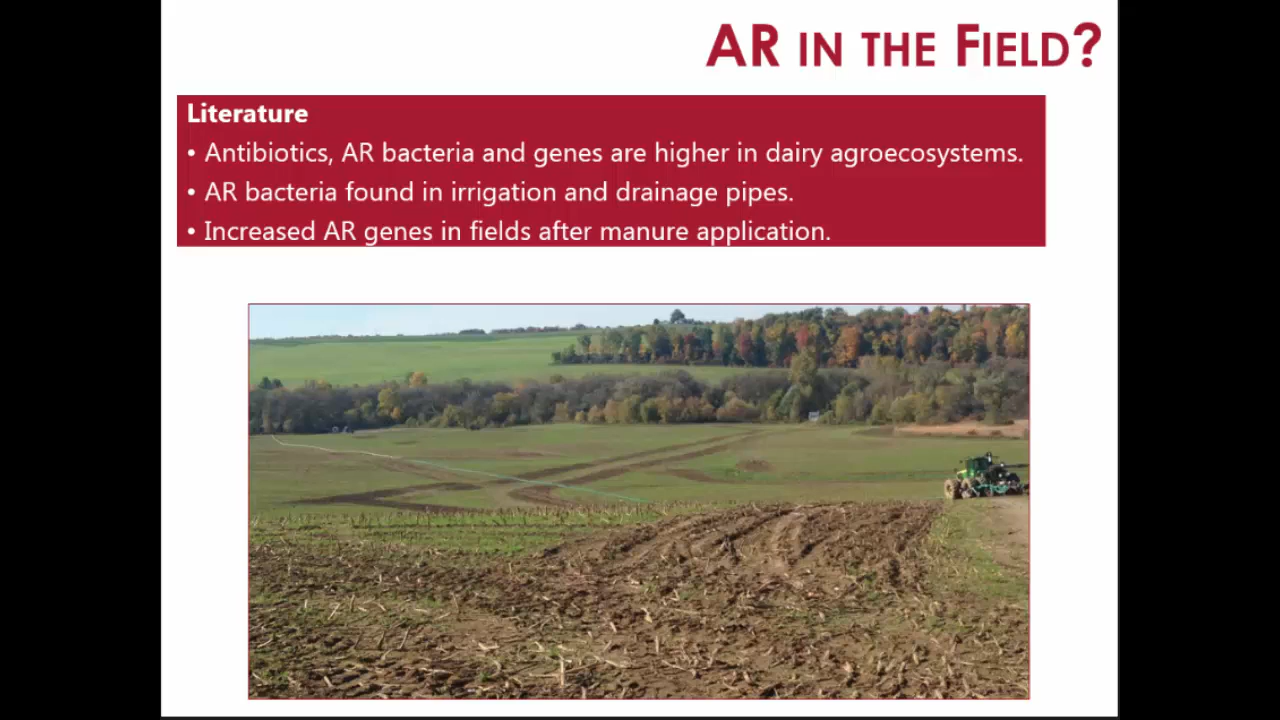 AR IN THE FIELD?
Literature
• Antibiotics, AR bacteria and genes are higher in dairy agroecosystems.
• AR bacteria found in irrigation and drainage pipes.
• Increased AR genes in fields after manure application.